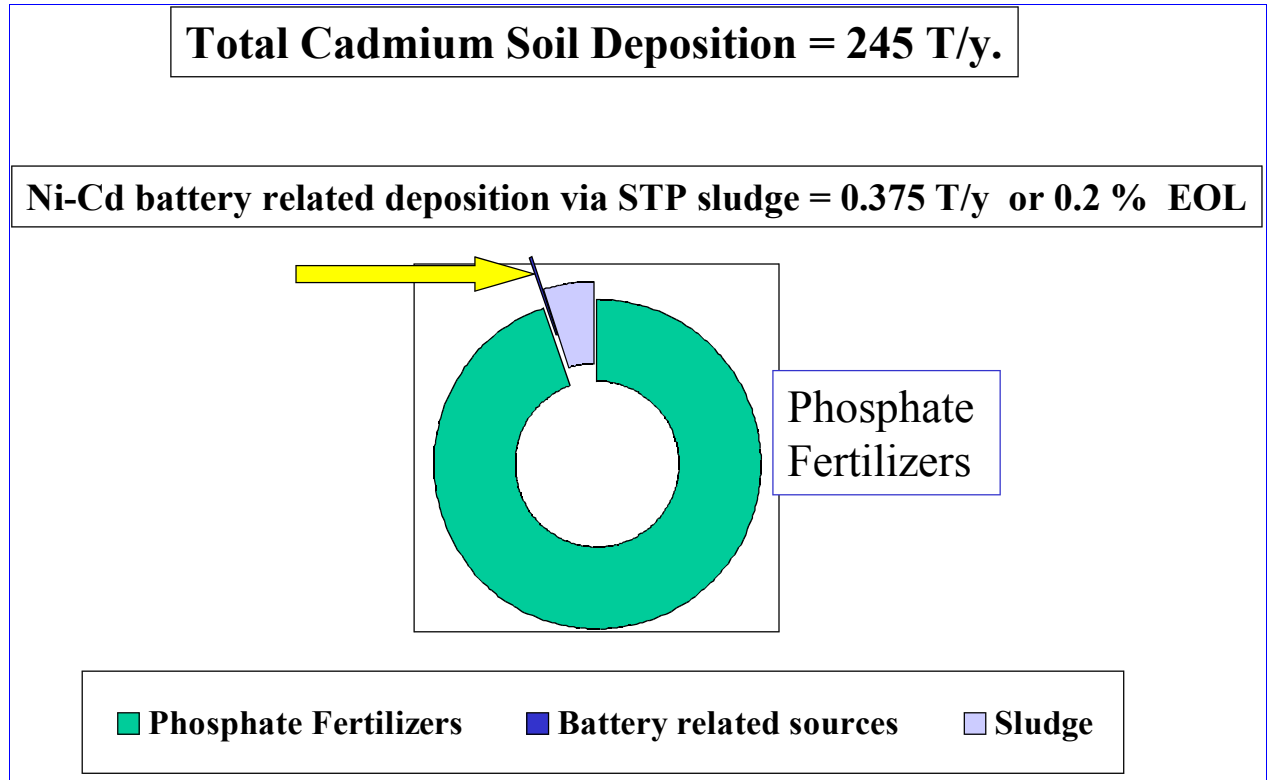 Total Cadmium Soil Deposition = 245 T/y.
Ni-Cd battery related deposition via STP sludge = 0.375 T/y or 0.2 % EOL
Phosphate
Fertilizers
Phosphate Fertilizers Battery related sources Sludge